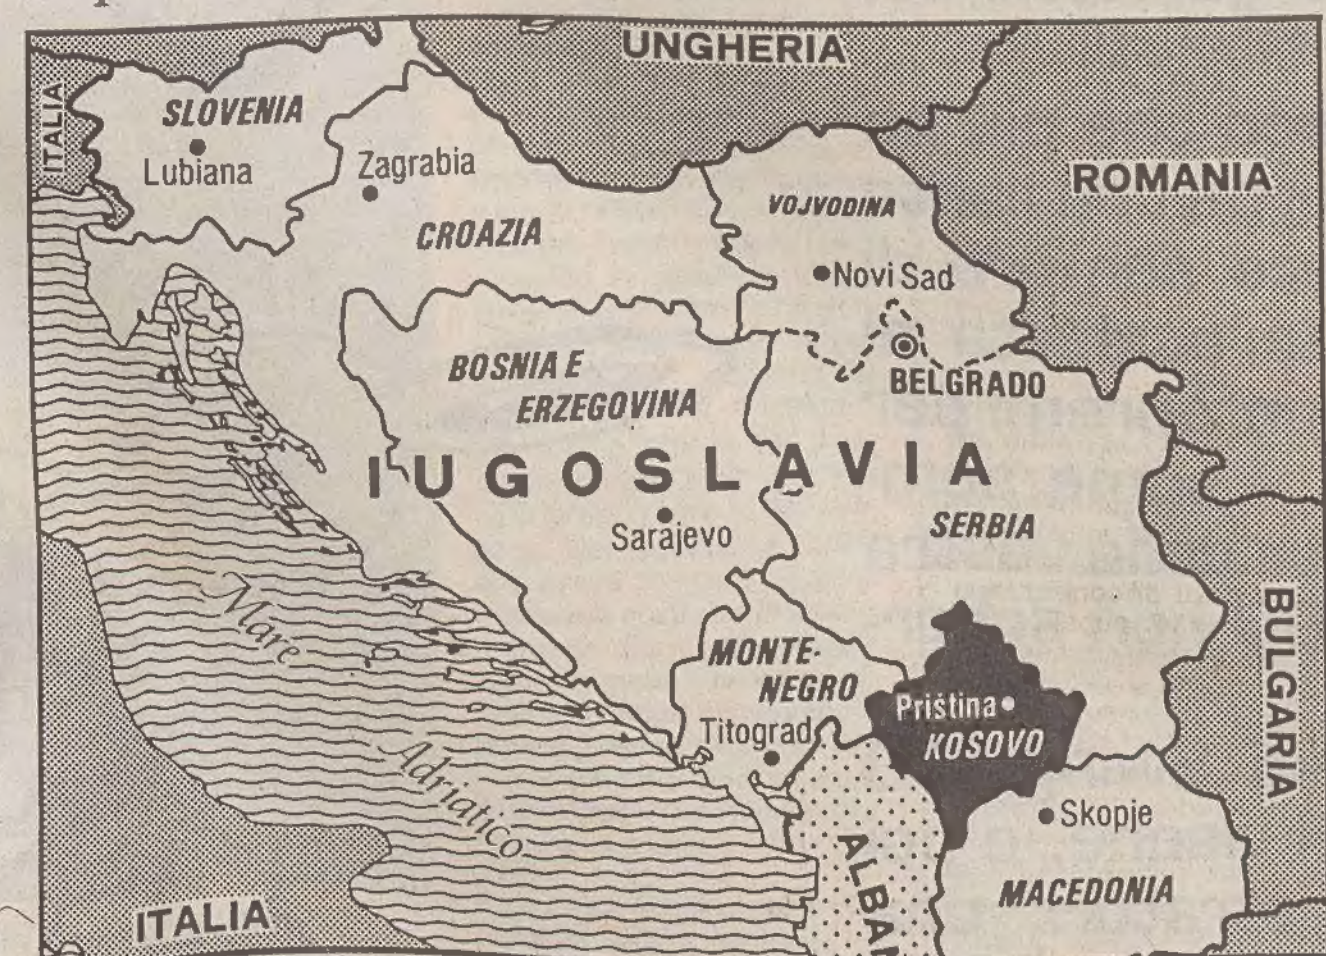 UNGHERIA
ITALIA
SLOVENIA
Lubiana
Zagrabia
CROAZIA
ROMANIA
VOJVODINA
Novi Sad
BOSNIA E
ERZEGOVINA
BELGRADO
IUGOSLAVIA
Sarajevo
SERBIA
Mare
Adriatico
MONTE-
NEGRO
Titograd
Priština
KOSOVO
BULGARIA
Skopje
MACEDONIA
ALBAN
ITALIA